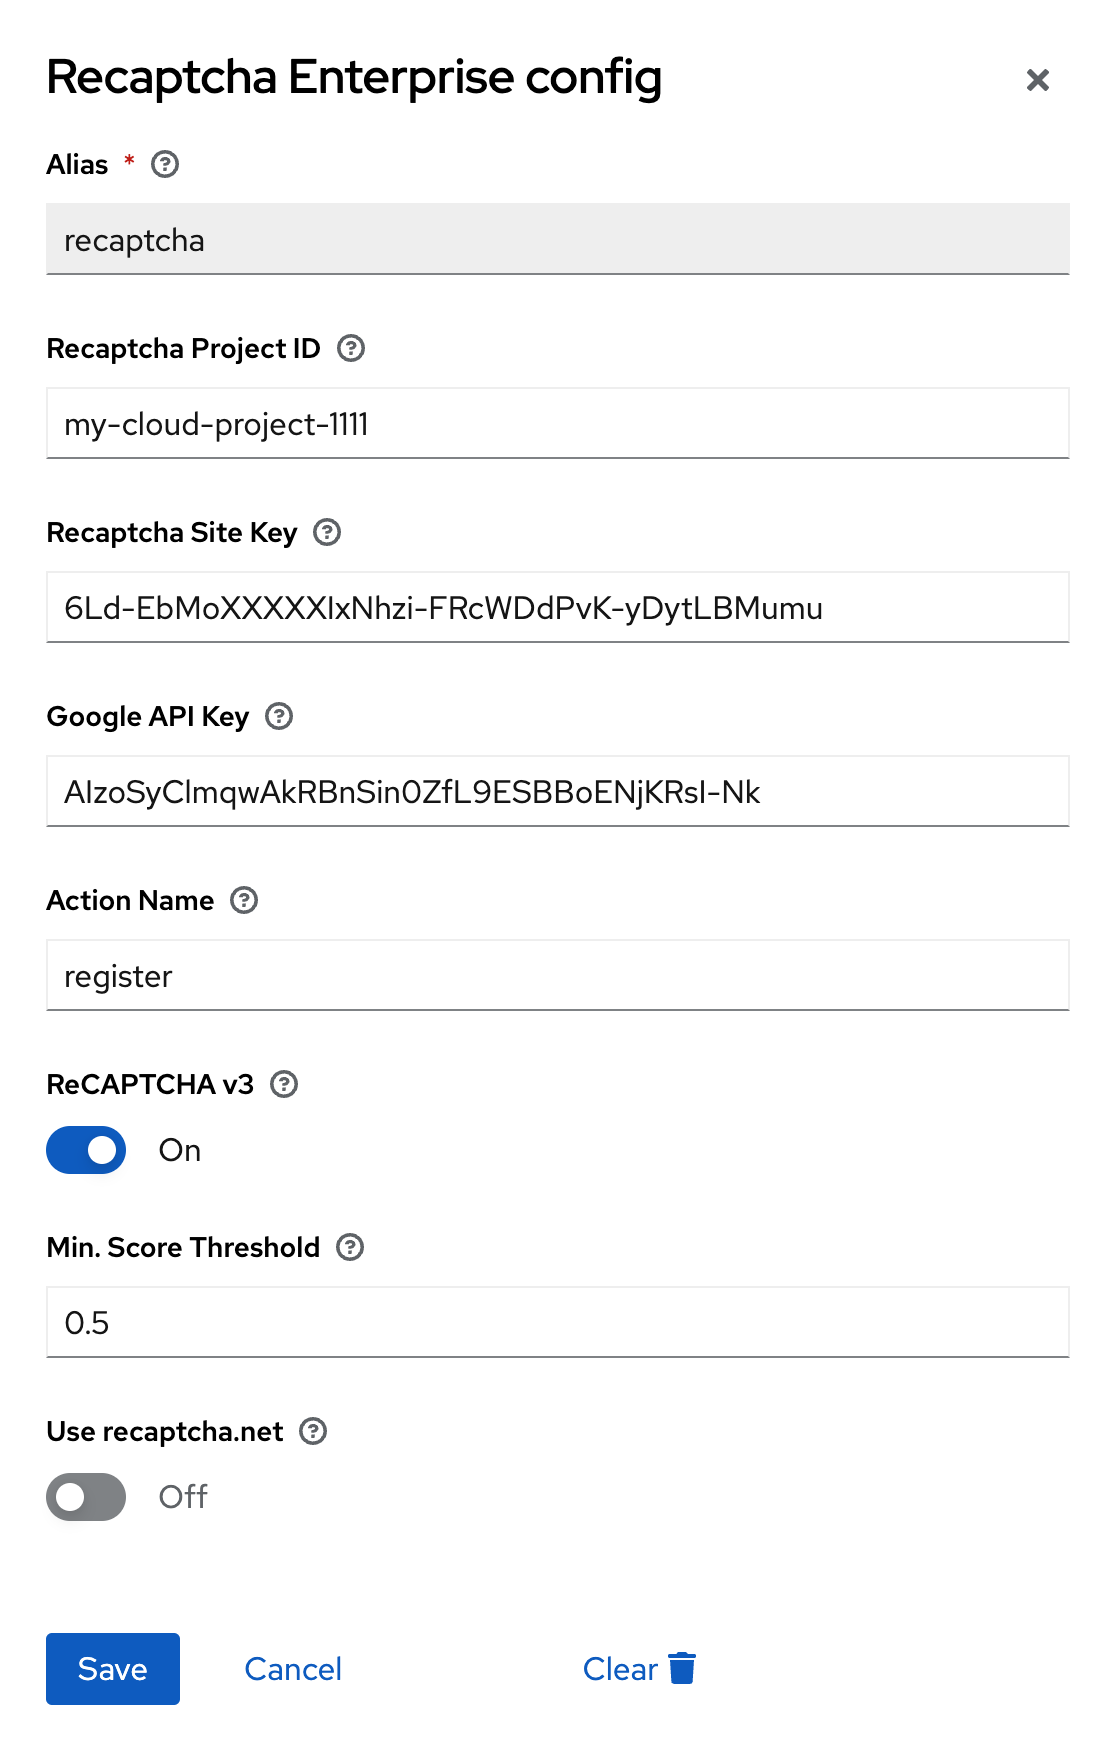 Recaptcha Enterprise config
Alias *
recaptcha
Recaptcha Project ID
my-cloud-project-1111
Recaptcha Site Key
6Ld-EbMoXXXXXIxNhzi-FRcWDdPvK-yDytLBMumu
Google API Key
AIzoSyClmqwAkRBnSin0ZfL9ESBBoENjKRsI-Nk
Action Name
register
ReCAPTCHA v3
On
Min. Score Threshold
0.5
Use recaptcha.net
Off
Save Cancel Clear